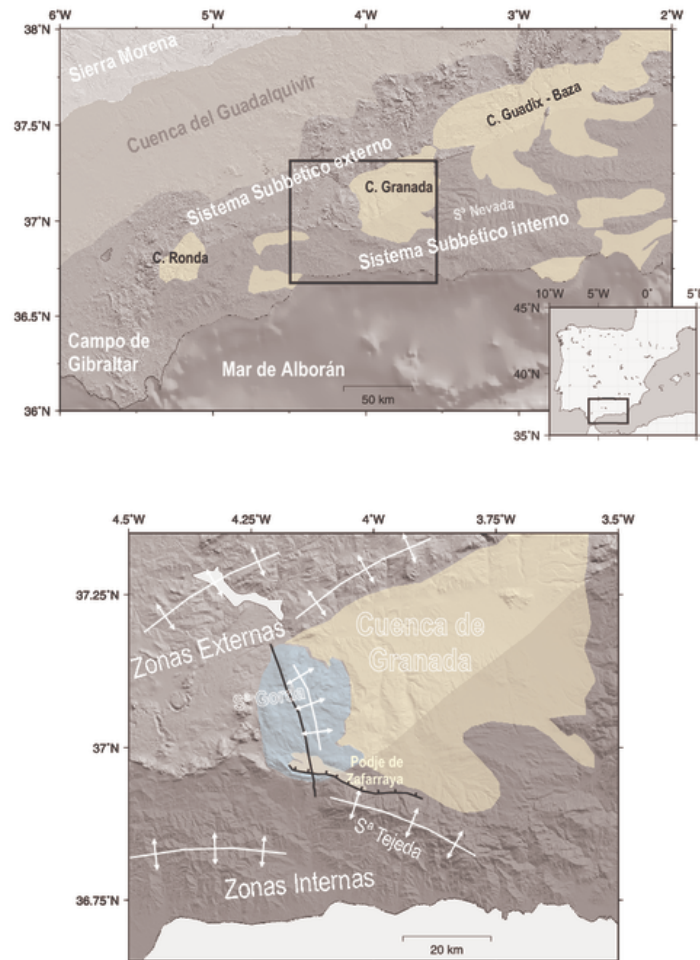 6°W 5°W 4°W 3°W 2°W
38°N
Sierra Morena
Cuenca del Guadalquivir
C. Guadix - Baza
37.5°N
Sistema Subbético externo
C. Granada
Sª Nevada
37°N
Sistema Subbético interno
C. Ronda
36.5°N
Campo de
Gibraltar
Mar de Alborán
50 km
36°N
10°W 5°W 0° 5°
45°N
40°N
35°N
4.5°W 4.25°W 4°W 3.75°W 3.5°W
37.25°N
Zonas Externas
Cuenca de
Granada
Sª Gorda
37°N
Podje de
Zafarraya
Sª Tejeda
Zonas Internas
36.75°N
20 km